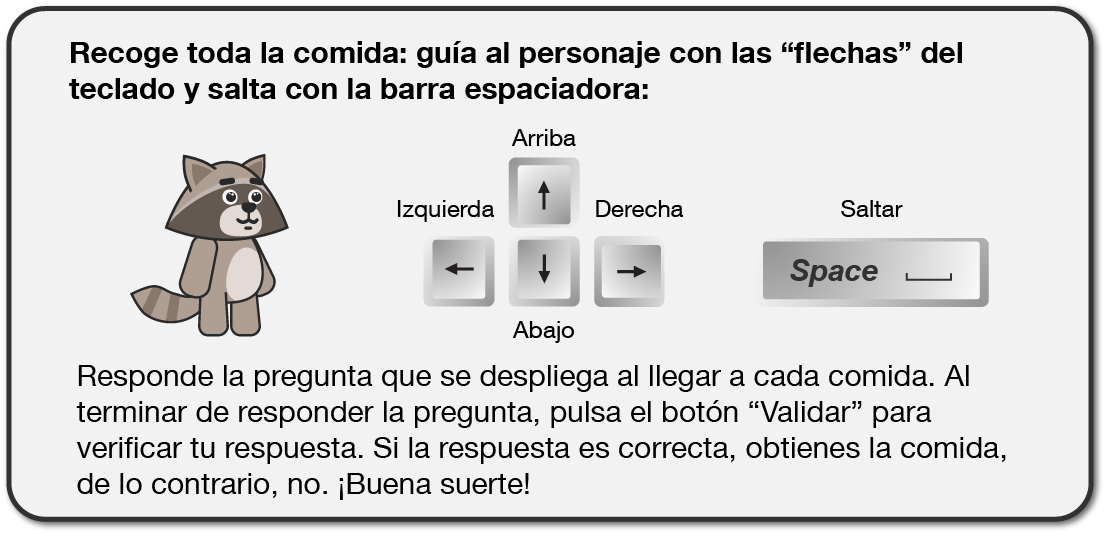 Recoge toda la comida: guía al personaje con las “flechas” del
teclado y salta con la barra espaciadora:
Arriba
Izquierda
Derecha
Saltar
Space
Abajo
Responde la pregunta que se despliega al llegar a cada comida. Al
terminar de responder la pregunta, pulsa el botón “Validar” para
verificar tu respuesta. Si la respuesta es correcta, obtienes la comida,
de lo contrario, no. ¡Buena suerte!